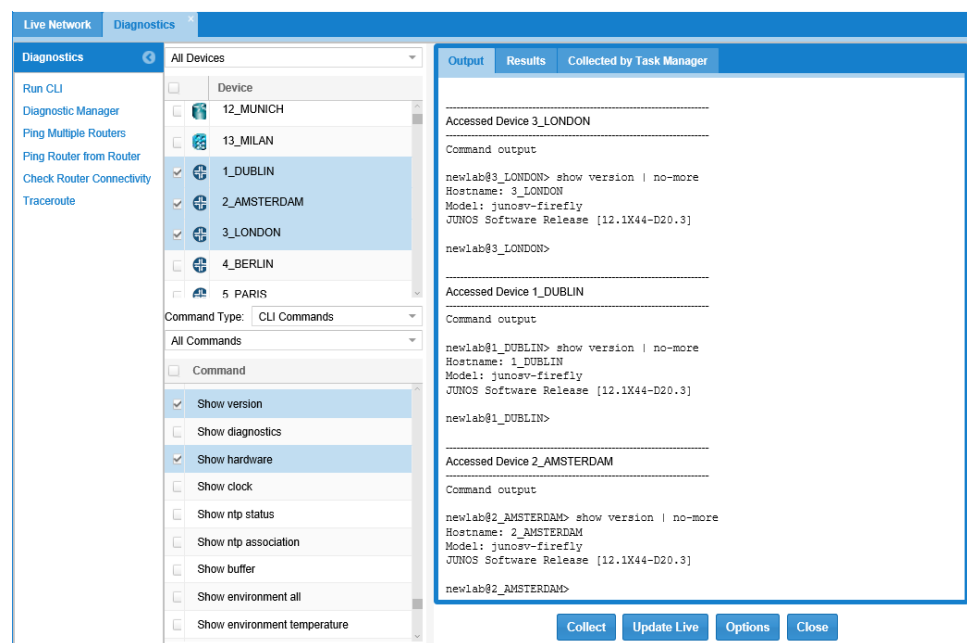 Live Network
Diagnostics
Diagnostics
Run CLI
Diagnostic Manager
Ping Multiple Routers
Ping Router from Router
Check Router Connectivity
Traceroute
All Devices
Device
12_MUNICH
13_MILAN
1_DUBLIN
2_AMSTERDAM
3_LONDON
4_BERLIN
5_PARIS
Command Type: CLI Commands
All Commands
Command
Show version
Show diagnostics
Show hardware
Show clock
Show ntp status
Show ntp association
Show buffer
Show environment all
Show environment temperature
Output Results Collected by Task Manager
Accessed Device 3_LONDON
Command output
newlab@3_LONDON> show version | no-more
Hostname: 3_LONDON
Model: junosv-firefly
JUNOS Software Release [12.1X44-D20.3]
newlab@3_LONDON>
Accessed Device 1_DUBLIN
Command output
newlab@1_DUBLIN> show version | no-more
Hostname: 1_DUBLIN
Model: junosv-firefly
JUNOS Software Release [12.1X44-D20.3]
newlab@1_DUBLIN>
Accessed Device 2_AMSTERDAM
Command output
newlab@2_AMSTERDAM> show version | no-more
Hostname: 2_AMSTERDAM
Model: junosv-firefly
JUNOS Software Release [12.1X44-D20.3]
newlab@2_AMSTERDAM>
Collect Update Live Options Close